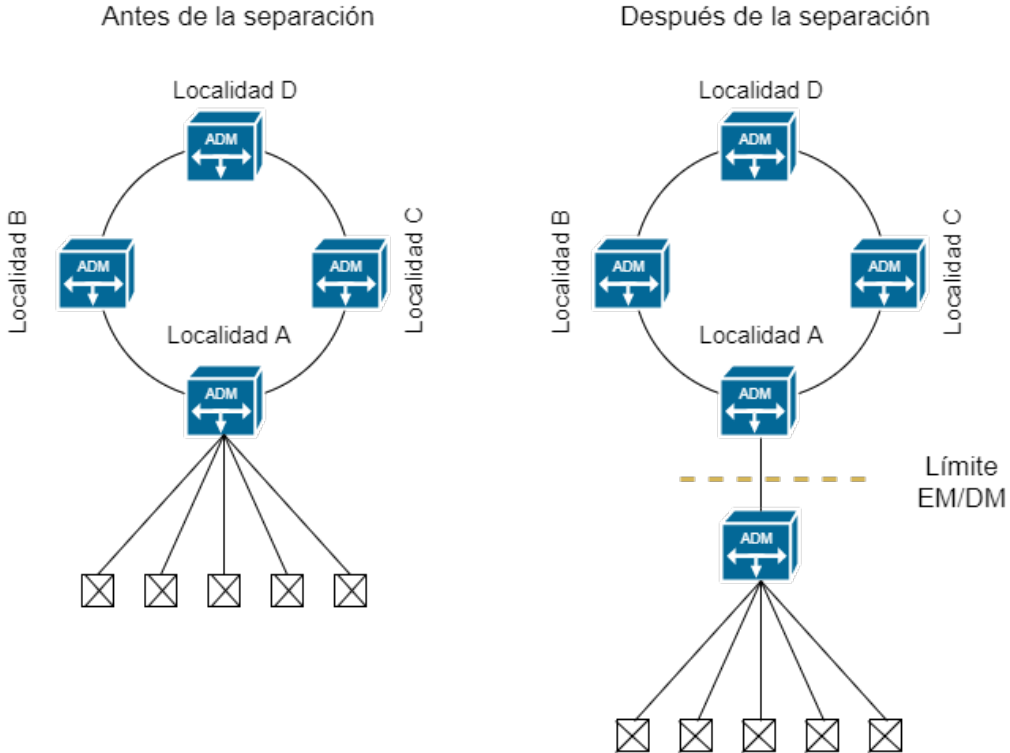 Antes de la separación
Localidad D
ADM
Localidad B
ADM
ADM
Localidad C
Localidad A
ADM
Después de la separación
Localidad D
ADM
Localidad B
ADM
ADM
Localidad C
Localidad A
ADM
Límite
EM/DM
ADM